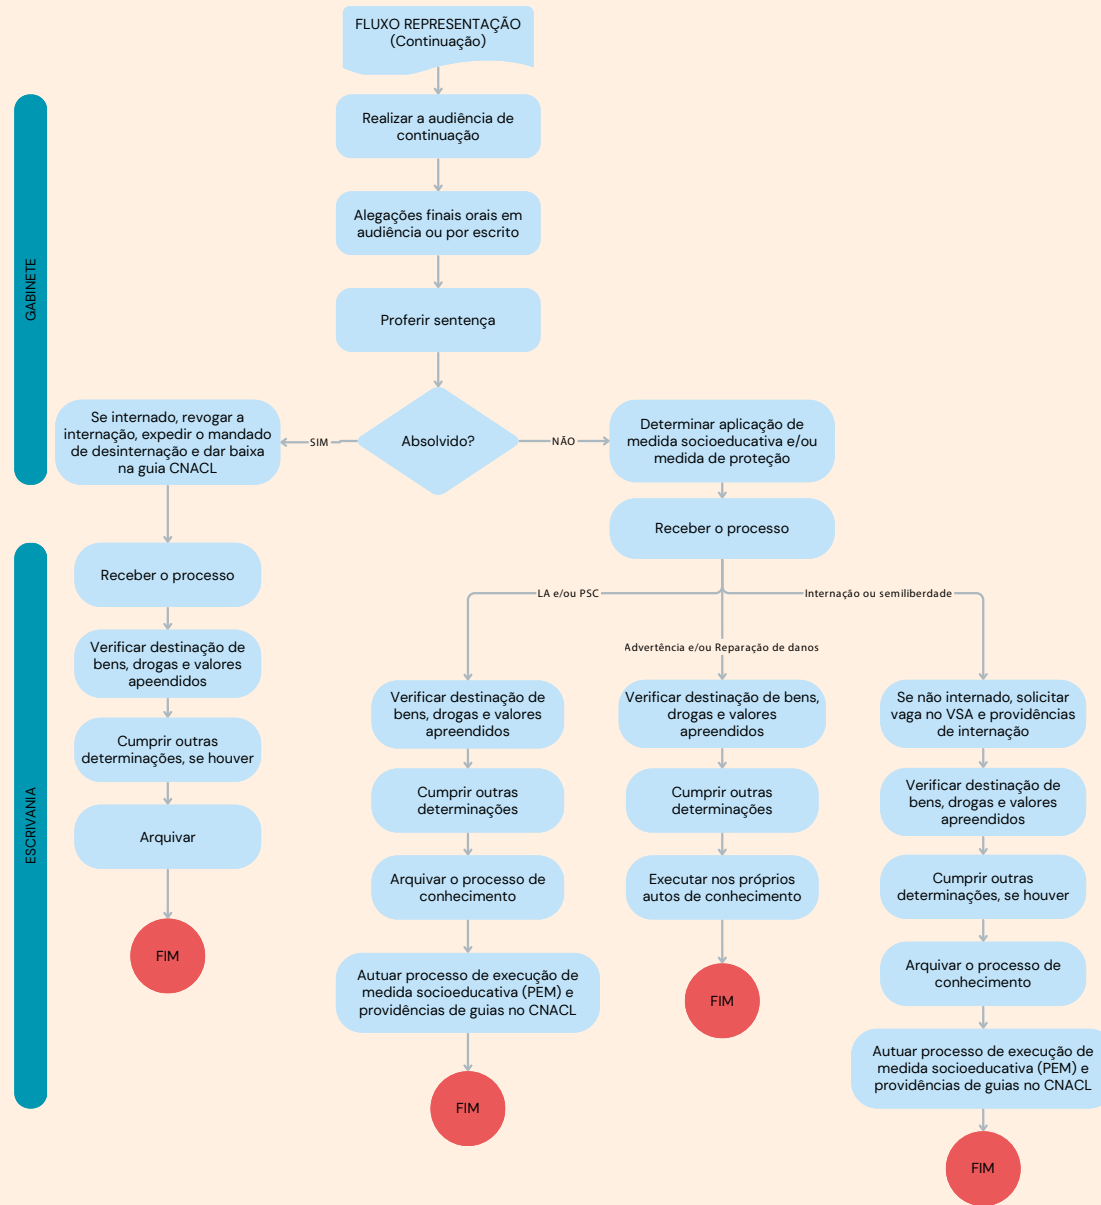 FLUXO REPRESENTAÇÃO
(Continuação)
GABINETE
Realizar a audiência de
continuação
Alegações finais orais em
audiência ou por escrito
Proferir sentença
Absolvido?
SIM
NÃO
Se internado, revogar a
internação, expedir o mandado
de desinternação e dar baixa
na guia CNACL
Determinar aplicação de
medida socioeducativa e/ou
medida de proteção
ESCRIVANIA
Receber o processo
Verificar destinação de
bens, drogas e valores
apeendidos
Cumprir outras
determinações, se houver
Arquivar
FIM
Receber o processo
LA e/ou PSC
Advertência e/ou Reparação de danos
Internação ou semiliberdade
Verificar destinação de
bens, drogas e valores
apreendidos
Cumprir outras
determinações
Arquivar o processo de
conhecimento
Autuar processo de execução de
medida socioeducativa (PEM) e
providências de guias no CNACL
FIM
Verificar destinação de bens,
drogas e valores
apreendidos
Cumprir outras
determinações
Executar nos próprios
autos de conhecimento
FIM
Se não internado, solicitar
vaga no VSA e providências
de internação
Verificar destinação de
bens, drogas e valores
apreendidos
Cumprir outras
determinações, se houver
Arquivar o processo de
conhecimento
Autuar processo de execução de
medida socioeducativa (PEM) e
providências de guias no CNACL
FIM